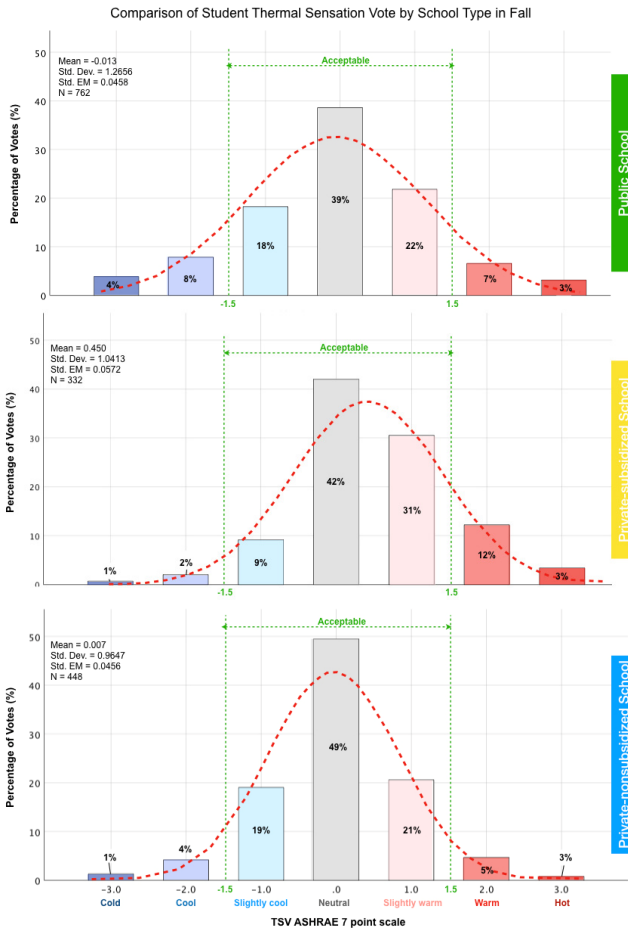 Comparison of Student Thermal Sensation Vote by School Type in Fall
Mean = -0.013
Std. Dev. = 1.2656
Std. EM = 0.0458
N = 762
Acceptable
Percentage of Votes (%)
50
40
30
20
10
0
4%
8%
18%
39%
22%
7%
3%
-1.5
1.5
Public School
Mean = 0.450
Std. Dev. = 1.0413
Std. EM = 0.0572
N = 332
Acceptable
Percentage of Votes (%)
50
40
30
20
10
0
1%
2%
9%
42%
31%
12%
3%
-1.5
1.5
Private-subsidized School
Mean = 0.007
Std. Dev. = 0.9647
Std. EM = 0.0456
N = 448
Acceptable
Percentage of Votes (%)
50
40
30
20
10
0
1%
4%
19%
49%
21%
5%
3%
Private-nonsubsidized School
−3.0 −2.0 -1.5 −1.0 .0 1.0 1.5 2.0 3.0
Cold Cool Slightly cool Neutral Slightly warm Warm Hot
TSV ASHRAE 7 point scale